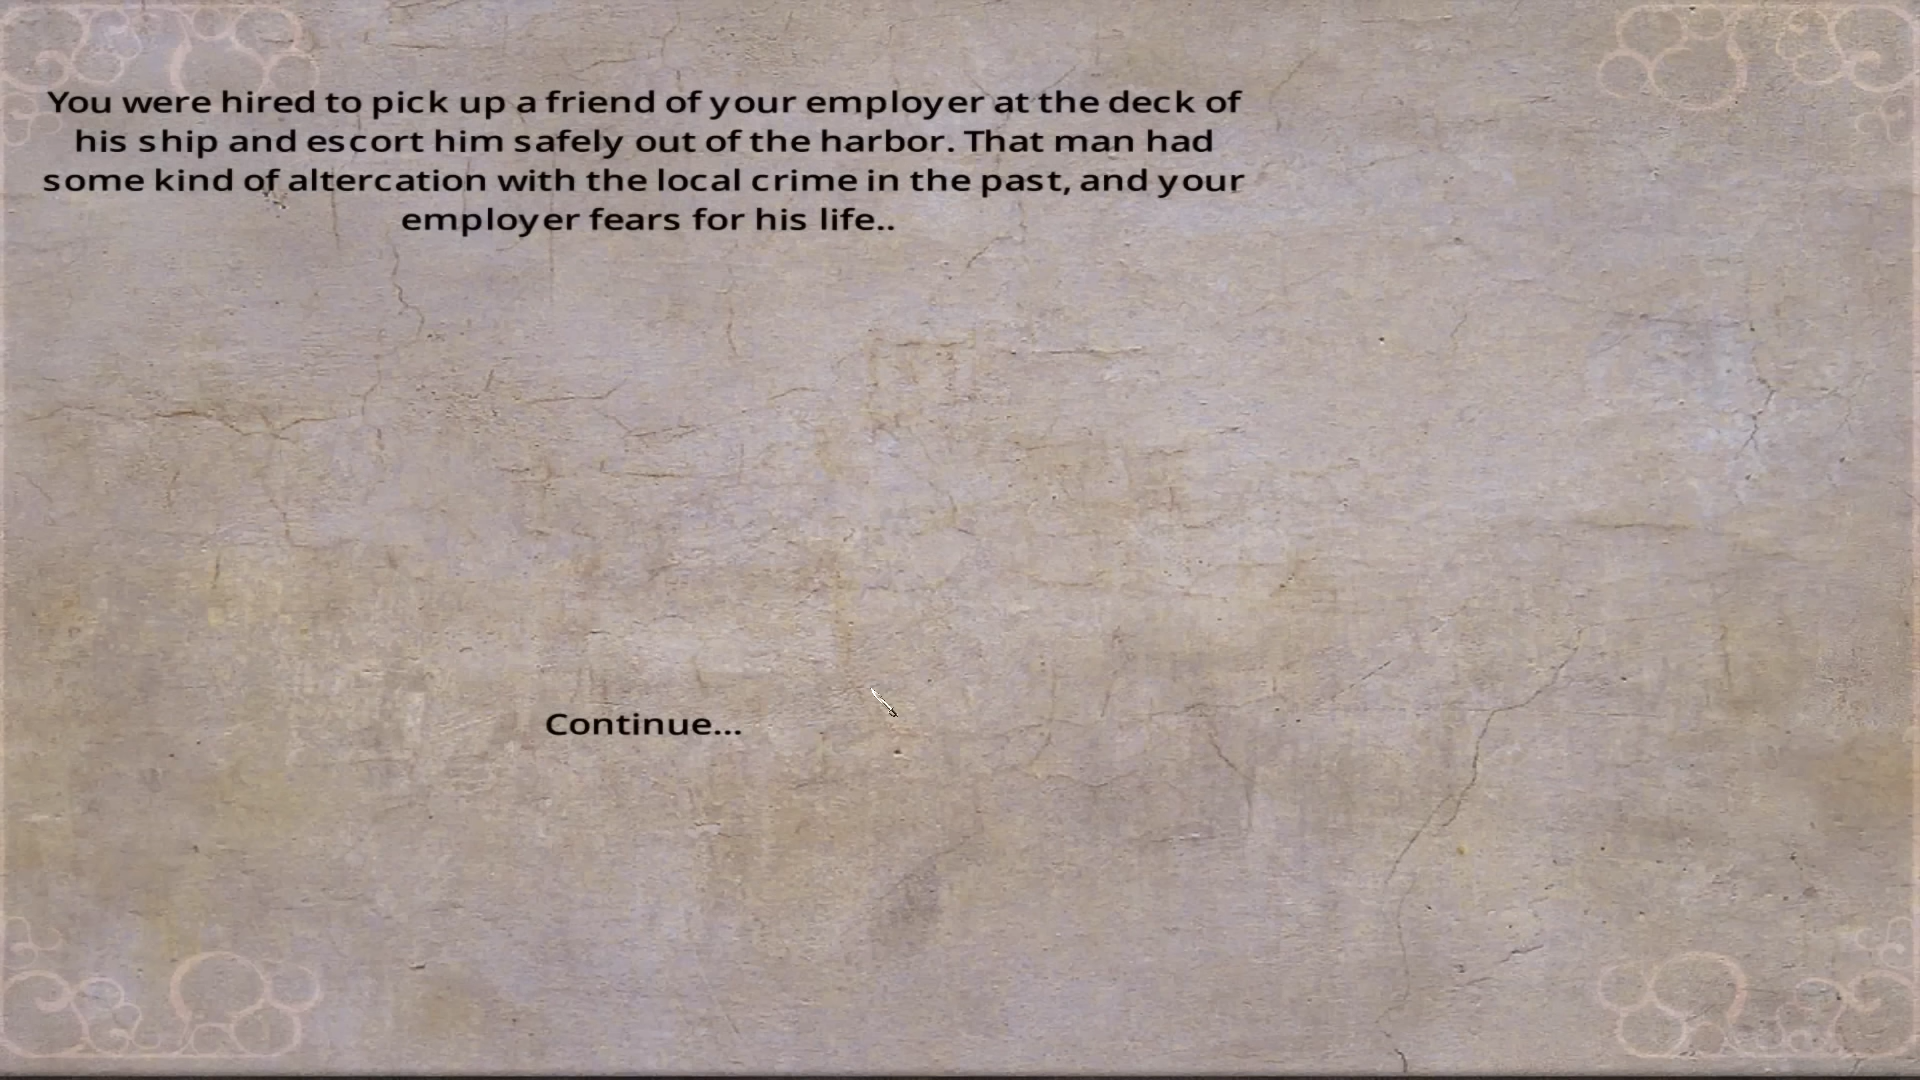 You were hired to pick up a friend of your employer at the deck of
his ship and escort him safely out of the harbor. That man had
some kind of altercation with the local crime in the past, and your
employer fears for his life..
Continue...